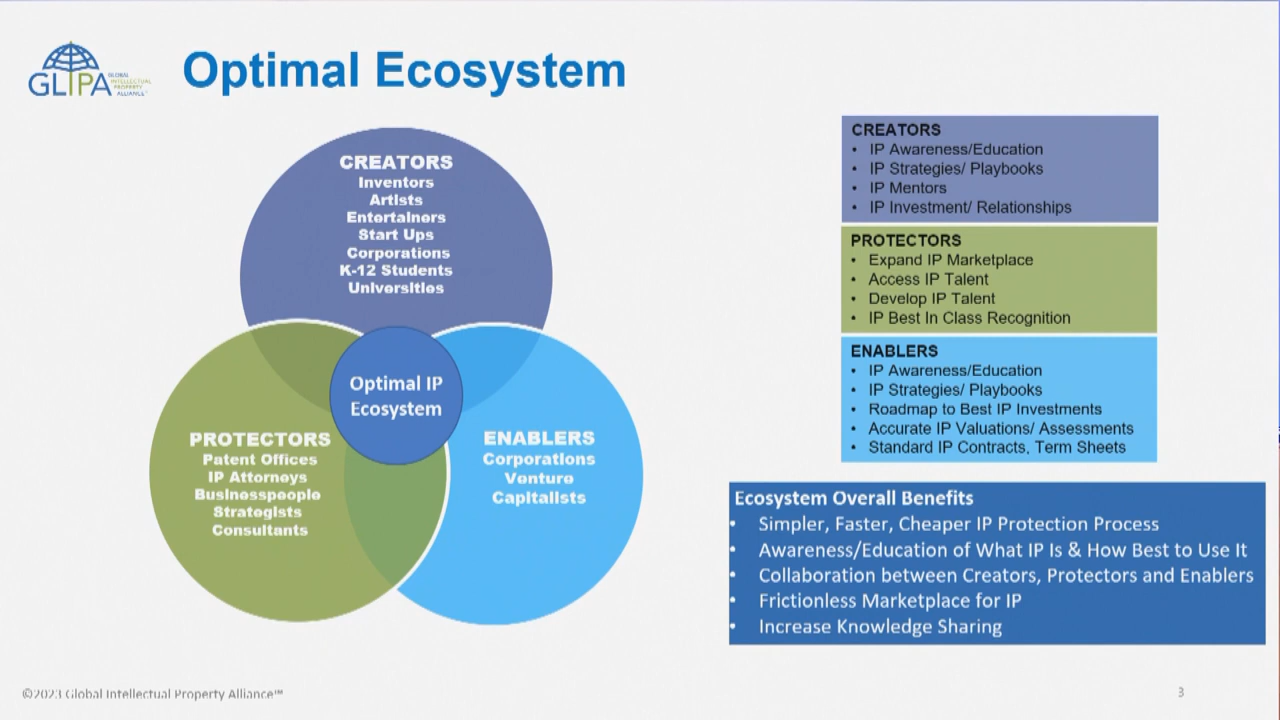 GLIPA GLOBAL
INTELLECTUAL
PROPERTY
ALLIANCE
Optimal Ecosystem
CREATORS
Inventors
Artists
Entertainers
Start Ups
Corporations
K-12 Students
Universities
Optimal IP
Ecosystem
PROTECTORS
Patent Offices
IP Attorneys
Businesspeople
Strategists
Consultants
ENABLERS
Corporations
Venture
Capitalists
CREATORS
• IP Awareness/Education
• IP Strategies/ Playbooks
• IP Mentors
• IP Investment/ Relationships
PROTECTORS
• Expand IP Marketplace
• Access IP Talent
• Develop IP Talent
• IP Best In Class Recognition
ENABLERS
• IP Awareness/Education
• IP Strategies/ Playbooks
• Roadmap to Best IP Investments
• Accurate IP Valuations/ Assessments
• Standard IP Contracts, Term Sheets
Ecosystem Overall Benefits
• Simpler, Faster, Cheaper IP Protection Process
• Awareness/Education of What IP Is & How Best to Use It
• Collaboration between Creators, Protectors and Enablers
• Frictionless Marketplace for IP
• Increase Knowledge Sharing
©2023 Global Intellectual Property Alliance℠
3